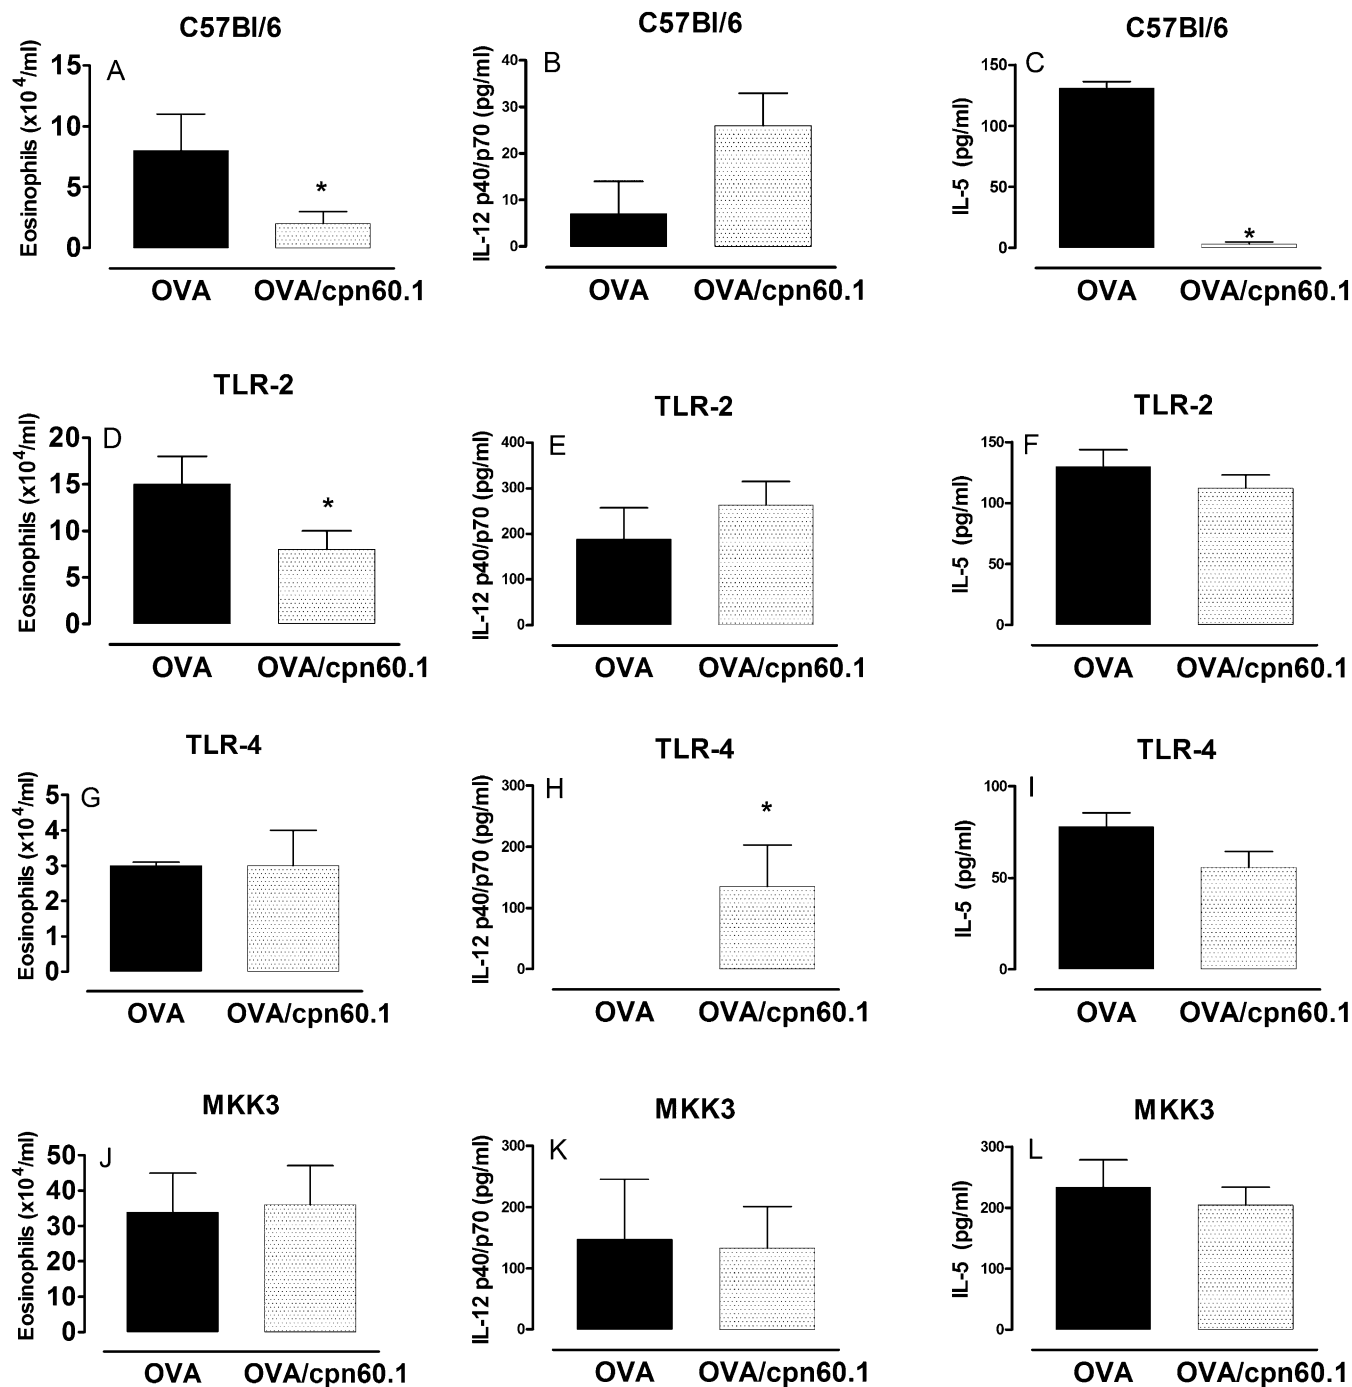 C57Bl/6
A
Eosinophils (x10^4/ml)
15
10
5
0
*
OVA OVA/cpn60.1
C57Bl/6
B
IL-12 p40/p70 (pg/ml)
40
30
20
10
0
OVA OVA/cpn60.1
C57Bl/6
C
IL-5 (pg/ml)
150
100
50
0
*
OVA OVA/cpn60.1
TLR-2
D
Eosinophils (x10^4/ml)
20
15
10
5
0
*
OVA OVA/cpn60.1
TLR-2
E
IL-12 p40/p70 (pg/ml)
400
300
200
100
0
OVA OVA/cpn60.1
TLR-2
F
IL-5 (pg/ml)
150
100
50
0
OVA OVA/cpn60.1
TLR-4
G
Eosinophils (x10^4/ml)
5
4
3
2
1
0
OVA OVA/cpn60.1
TLR-4
H
IL-12 p40/p70 (pg/ml)
300
200
100
0
*
OVA OVA/cpn60.1
TLR-4
I
IL-5 (pg/ml)
100
50
0
OVA OVA/cpn60.1
MKK3
J
Eosinophils (x10^4/ml)
50
40
30
20
10
0
OVA OVA/cpn60.1
MKK3
K
IL-12 p40/p70 (pg/ml)
300
200
100
0
OVA OVA/cpn60.1
MKK3
L
IL-5 (pg/ml)
300
200
100
0
OVA OVA/cpn60.1